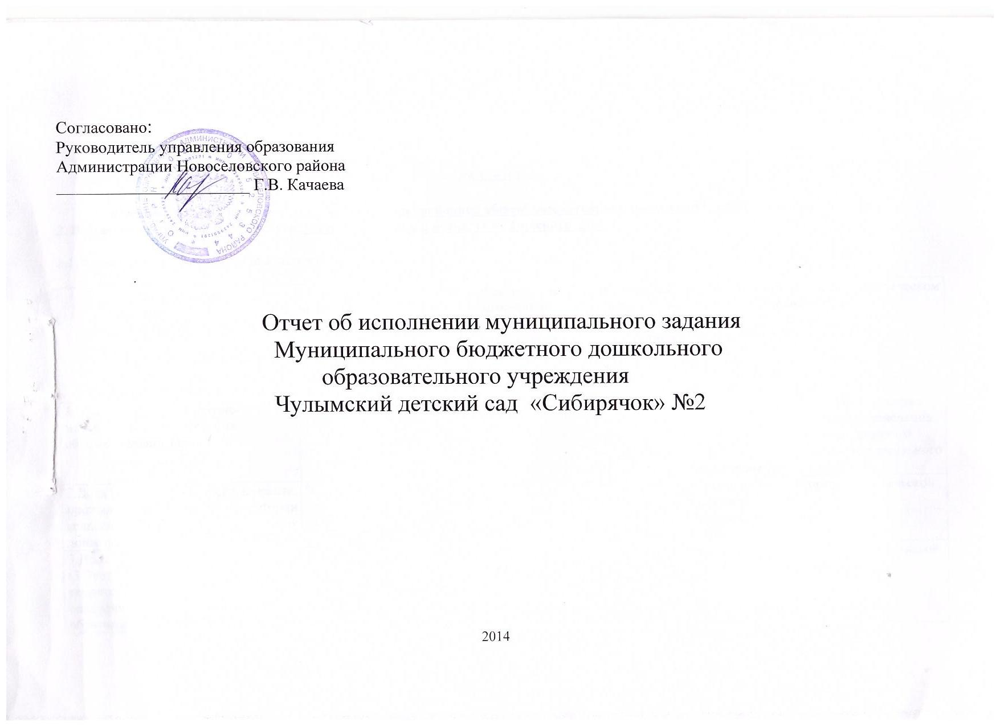 Согласовано:
Руководитель управления образования
Администрации Новоселовского района
Г.В. Качаева
Отчет об исполнении муниципального задания
Муниципального бюджетного дошкольного
образовательного учреждения
Чулымский детский сад «Сибирячок» №2
2014